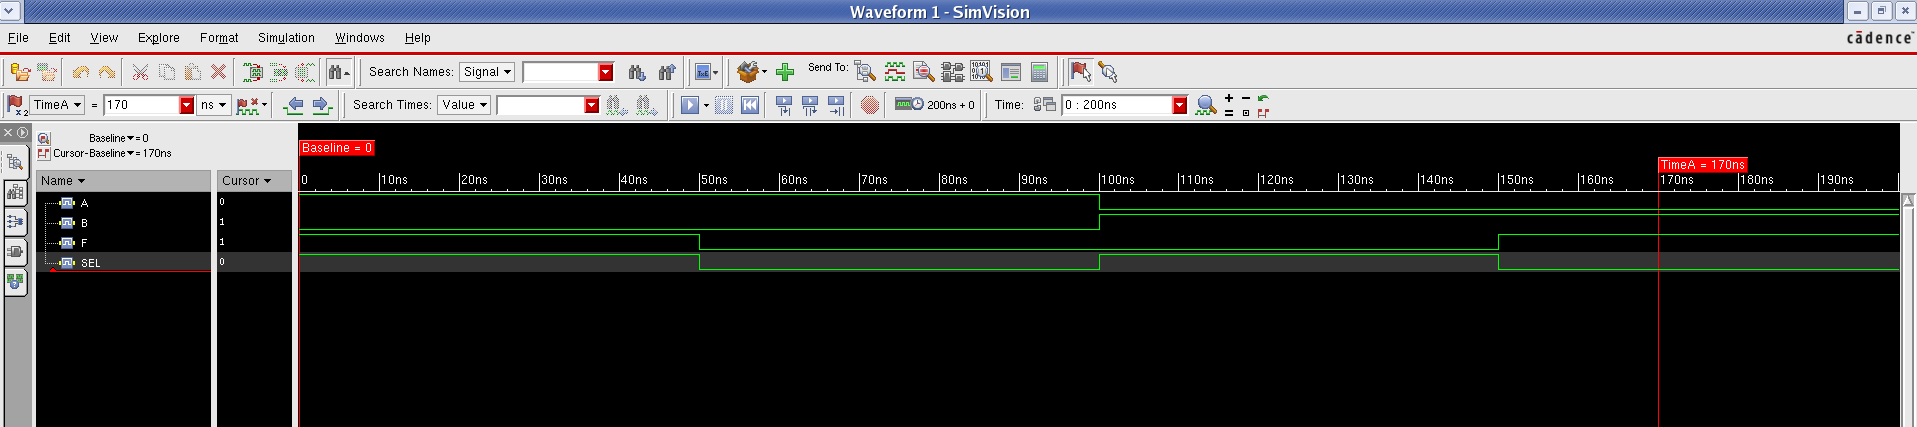 Waveform 1 - SimVision
File Edit View Explore Format Simulation Windows Help
cādence™
Search Names: Signal Send To:
TimeA = 170 ns Search Times: Value 200ns + 0 Time: 0 : 200ns
Baseline = 0
Cursor-Baseline = 170ns
Baseline = 0
TimeA = 170ns
Name Cursor 0 10ns 20ns 30ns 40ns 50ns 60ns 70ns 80ns 90ns 100ns 110ns 120ns 130ns 140ns 150ns 160ns 170ns 180ns 190ns
A 0
B 1
F 1
SEL 0